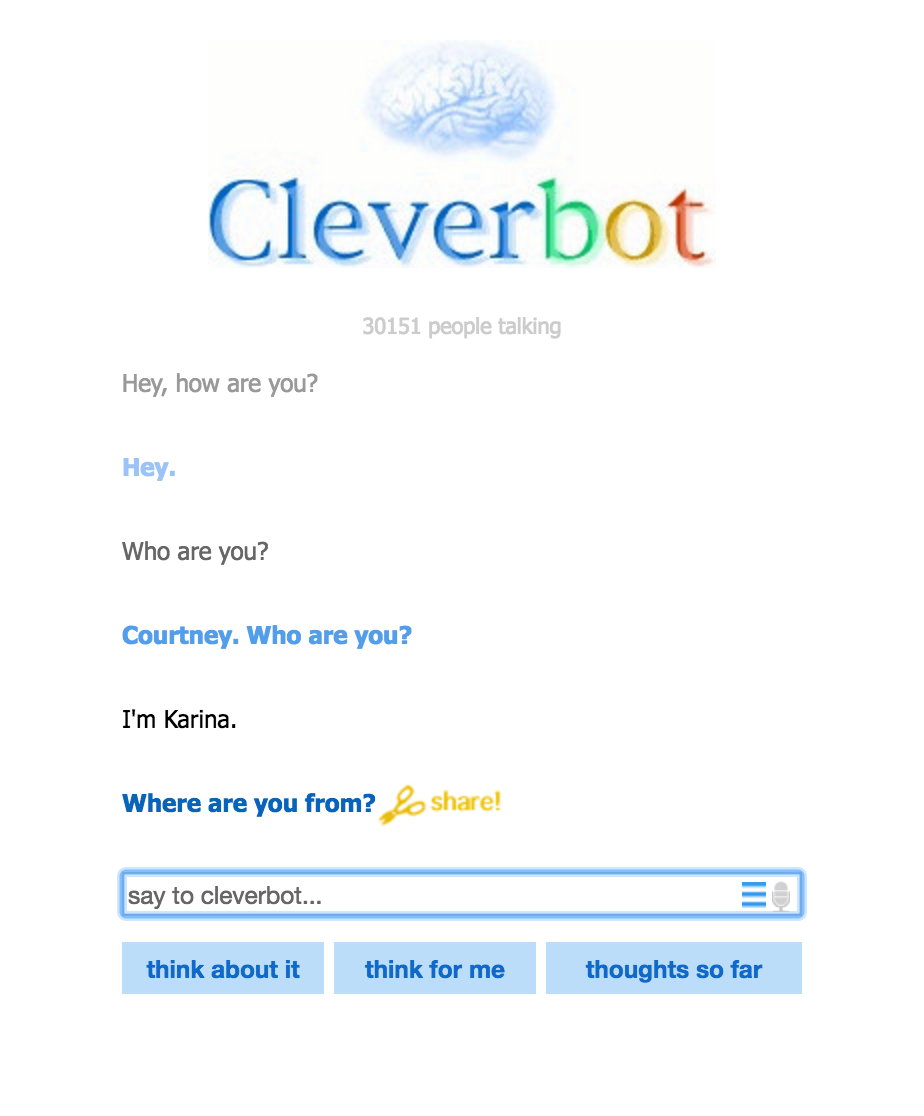 Cleverbot
30151 people talking
Hey, how are you?
Hey.
Who are you?
Courtney. Who are you?
I'm Karina.
Where are you from? share!
say to cleverbot...
think about it think for me thoughts so far